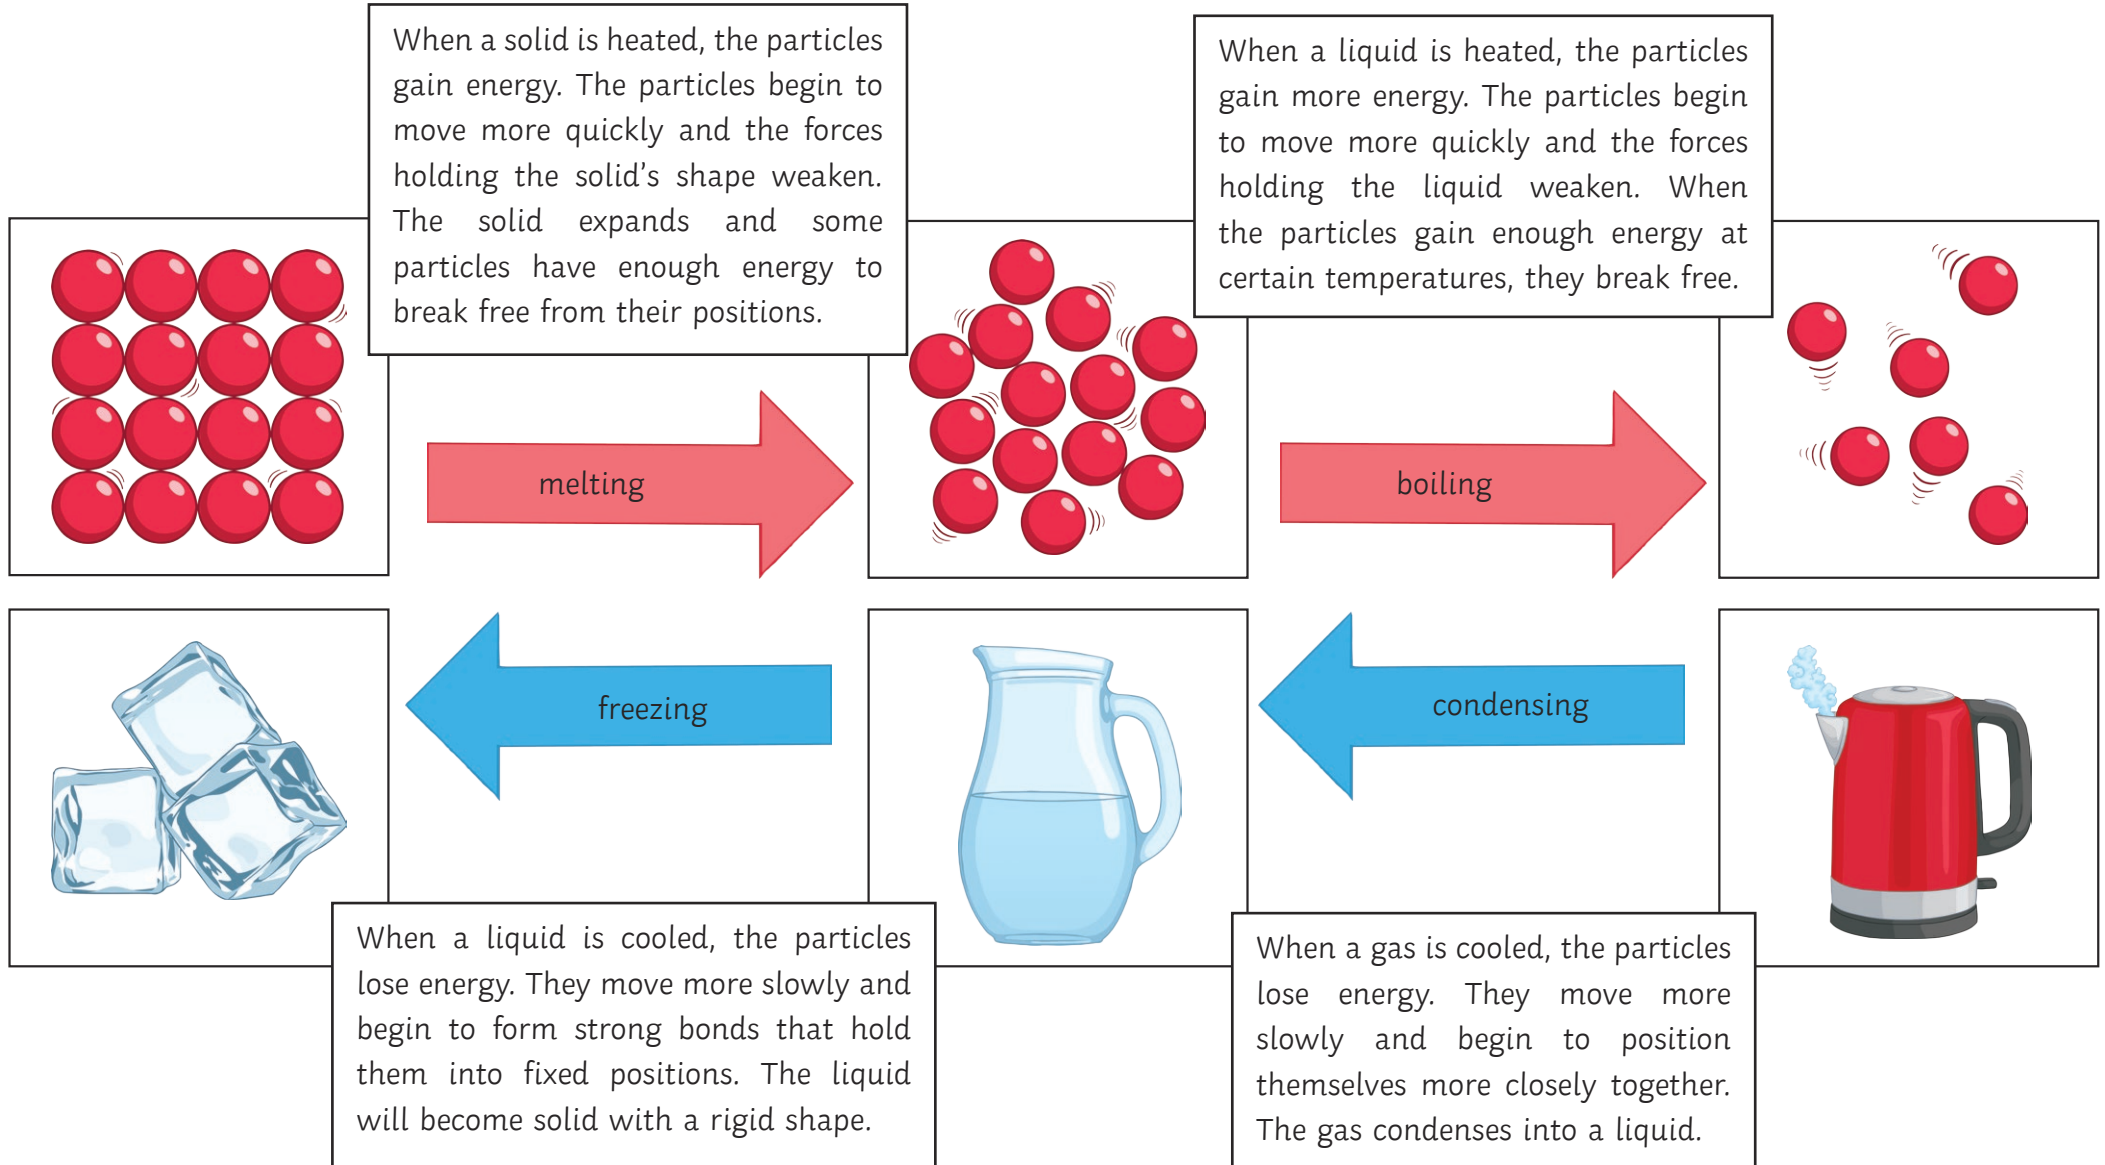 When a solid is heated, the particles
gain energy. The particles begin to
move more quickly and the forces
holding the solid's shape weaken.
The solid expands and some
particles have enough energy to
break free from their positions.
When a liquid is heated, the particles
gain more energy. The particles begin
to move more quickly and the forces
holding the liquid weaken. When
the particles gain enough energy at
certain temperatures, they break free.
melting
boiling
freezing
condensing
When a liquid is cooled, the particles
lose energy. They move more slowly and
begin to form strong bonds that hold
them into fixed positions. The liquid
will become solid with a rigid shape.
When a gas is cooled, the particles
lose energy. They move more
slowly and begin to position
themselves more closely together.
The gas condenses into a liquid.